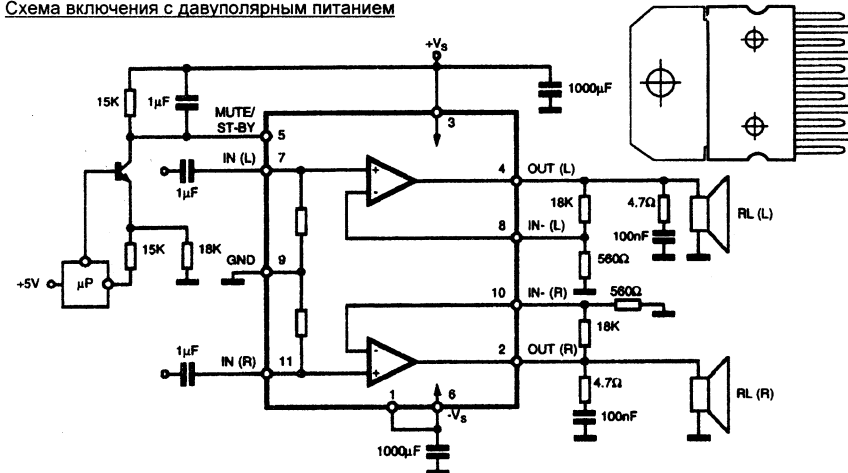 Схема включения с давуполярным питанием
+Vs
1000µF
15K
1µF
MUTE/
ST-BY
5
3
IN (L)
7
1µF
+
-
4
OUT (L)
18K
4.7Ω
RL (L)
8
IN- (L)
100nF
15K
18K
GND
9
560Ω
+5V
µP
10
IN- (R)
560Ω
18K
1µF
IN (R)
11
-
+
2
OUT (R)
4.7Ω
RL (R)
1
6
-Vs
100nF
1000µF